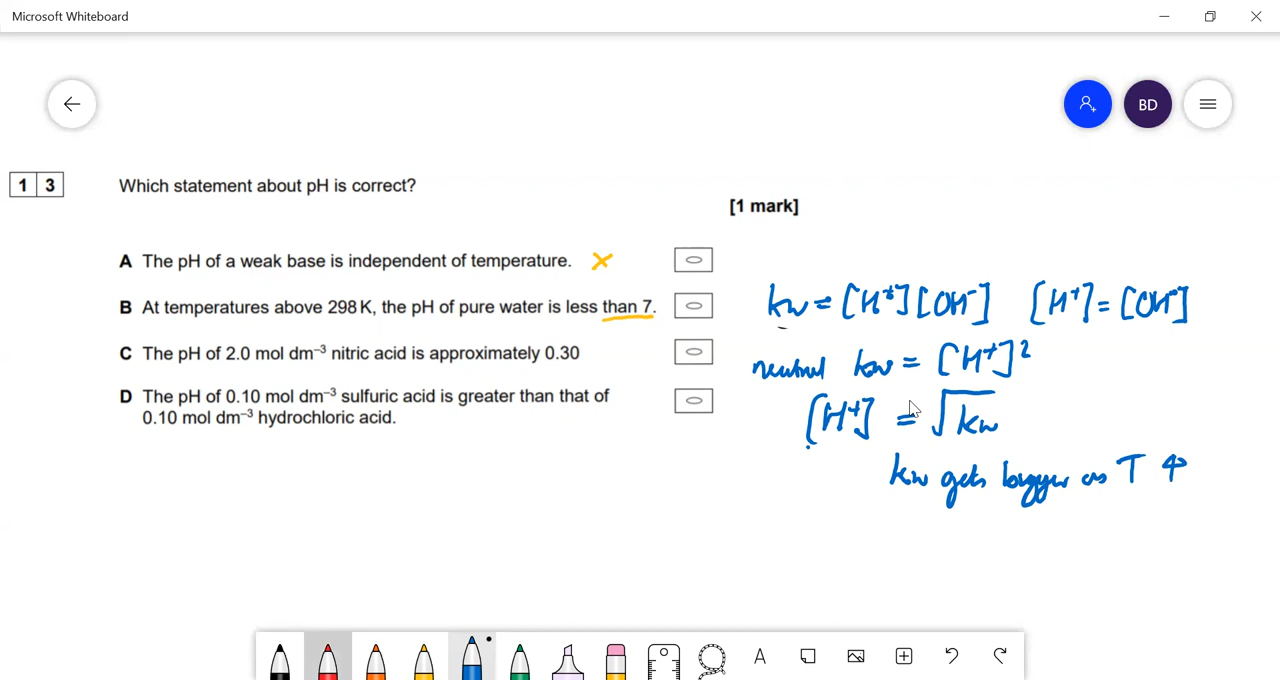 Microsoft Whiteboard
BD
1 3 Which statement about pH is correct?
[1 mark]
A The pH of a weak base is independent of temperature. ✗
B At temperatures above 298 K, the pH of pure water is less than 7.
C The pH of 2.0 mol dm⁻³ nitric acid is approximately 0.30
D The pH of 0.10 mol dm⁻³ sulfuric acid is greater than that of
0.10 mol dm⁻³ hydrochloric acid.
kw = [H⁺][OH⁻] [H⁺] = [OH⁻]
neutral kw = [H⁺]²
[H⁺] = √kw
kw gets bigger as T ↑
A